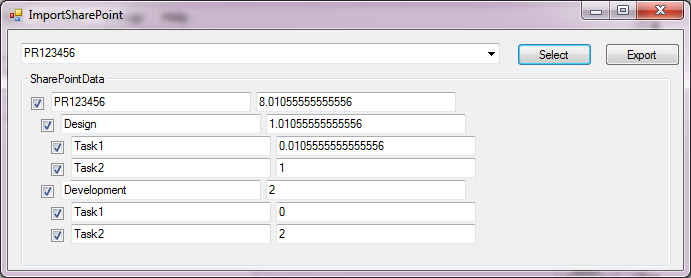 ImportSharePoint
PR123456 Select Export
SharePointData
PR123456 8.01055555555556
Design 1.01055555555556
Task1 0.0105555555555556
Task2 1
Development 2
Task1 0
Task2 2